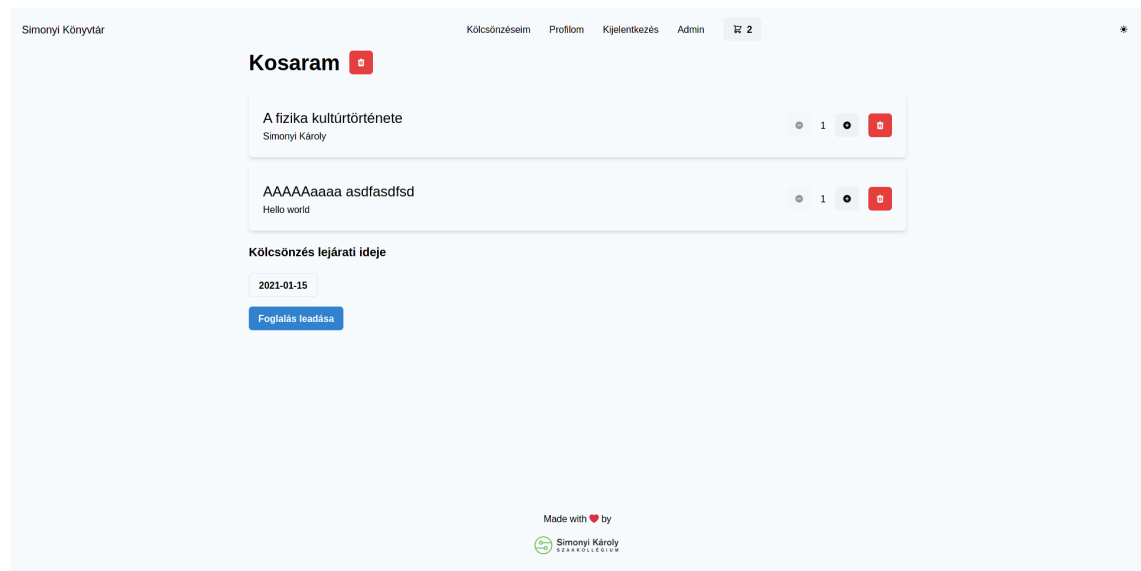 Simonyi Könyvtár
Kölcsönzéseim Profilom Kijelentkezés Admin 2
Kosaram
A fizika kultúrtörténete
Simonyi Károly
1
AAAAAaaaa asdfasdfsd
Hello world
1
Kölcsönzés lejárati ideje
2021-01-15
Foglalás leadása
Made with by
Simonyi Károly
SZAKKOLLÉGIUM